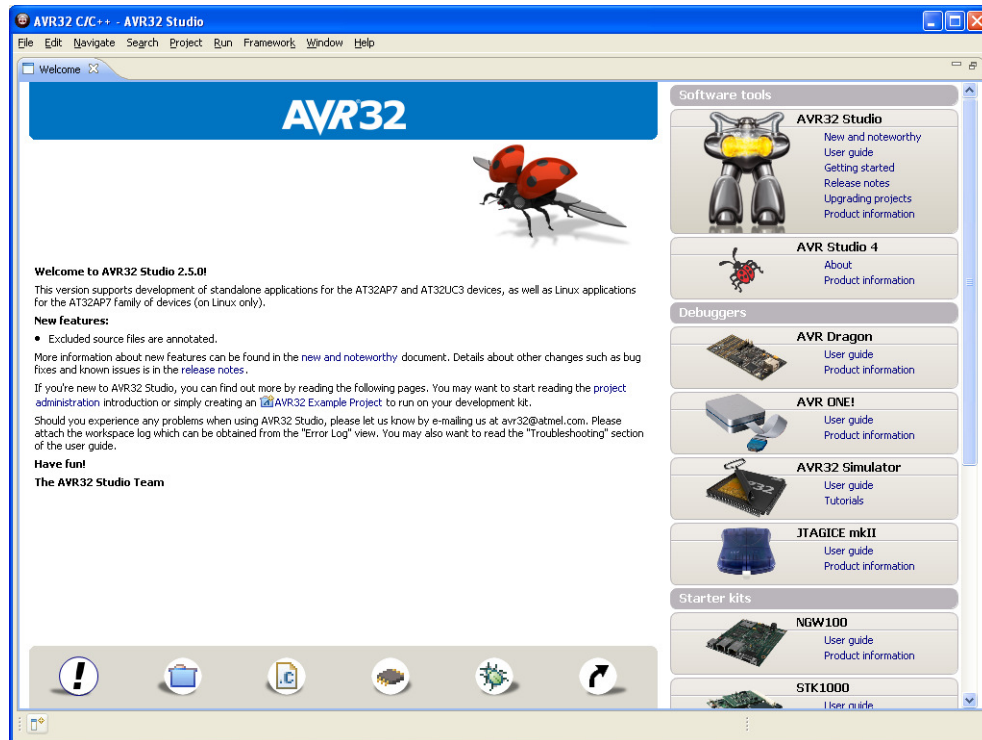 AVR32 C/C++ - AVR32 Studio
File Edit Navigate Search Project Run Framework Window Help
Welcome
AVR32
Welcome to AVR32 Studio 2.5.0!
This version supports development of standalone applications for the AT32AP7 and AT32UC3 devices, as well as Linux applications
for the AT32AP7 family of devices (on Linux only).
New features:
• Excluded source files are annotated.
More information about new features can be found in the new and noteworthy document. Details about other changes such as bug
fixes and known issues is in the release notes.
If you're new to AVR32 Studio, you can find out more by reading the following pages. You may want to start reading the project
administration introduction or simply creating an AVR32 Example Project to run on your development kit.
Should you experience any problems when using AVR32 Studio, please let us know by e-mailing us at avr32@atmel.com. Please
attach the workspace log which can be obtained from the "Error Log" view. You may also want to read the "Troubleshooting" section
of the user guide.
Have fun!
The AVR32 Studio Team
.c
Software tools
AVR32 Studio
New and noteworthy
User guide
Getting started
Release notes
Upgrading projects
Product information
AVR Studio 4
About
Product information
Debuggers
AVR Dragon
User guide
Product information
AVR ONE!
User guide
Product information
AVR32 Simulator
User guide
Tutorials
JTAGICE mkII
User guide
Product information
Starter kits
NGW100
User guide
Product information
STK1000
User guide